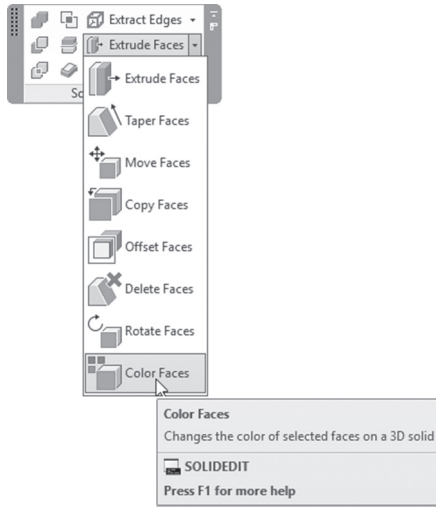 Extract Edges
Extrude Faces
Extrude Faces
Taper Faces
Move Faces
Copy Faces
Offset Faces
Delete Faces
Rotate Faces
Color Faces
Color Faces
Changes the color of selected faces on a 3D solid
SOLIDEDIT
Press F1 for more help